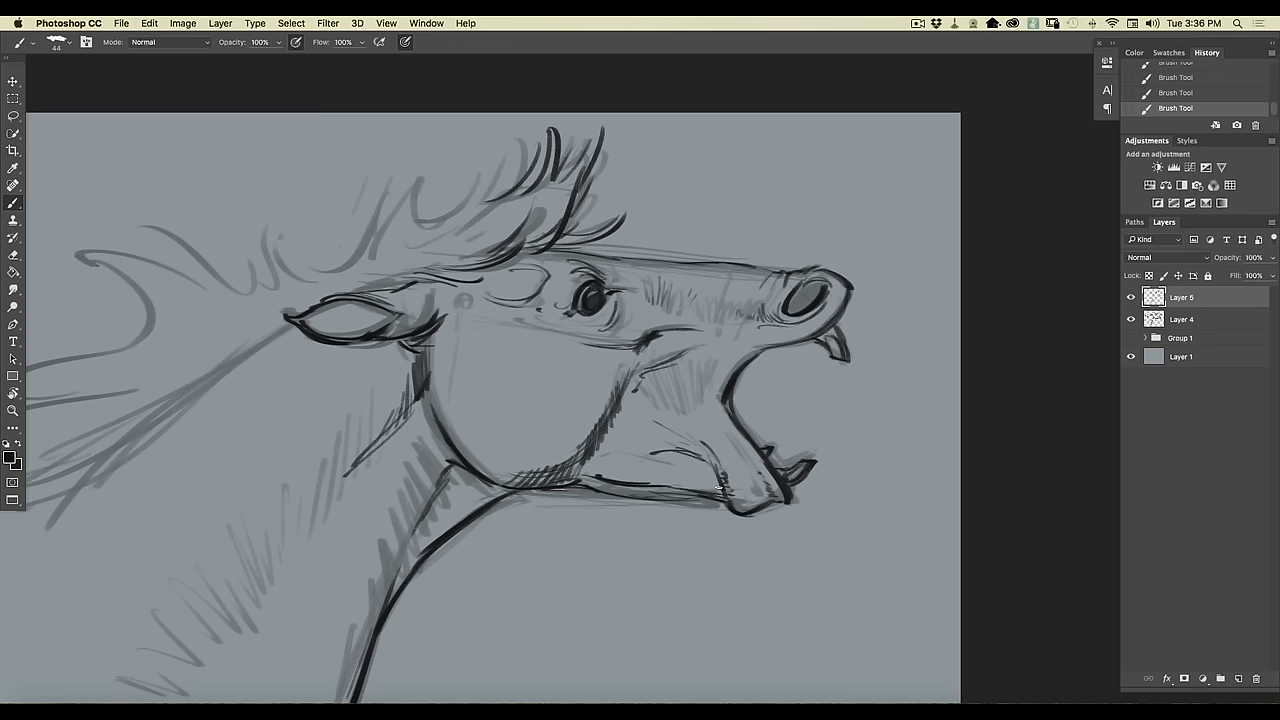 Photoshop CC File Edit Image Layer Type Select Filter 3D View Window Help Tue 3:36 PM
44 Mode: Normal Opacity: 100% Flow: 100%
Color Swatches History
Brush Tool
Brush Tool
Brush Tool
Brush Tool
Adjustments Styles
Add an adjustment
Paths Layers
Kind
Normal Opacity: 100%
Lock: Fill: 100%
Layer 5
Layer 4
Group 1
Layer 1